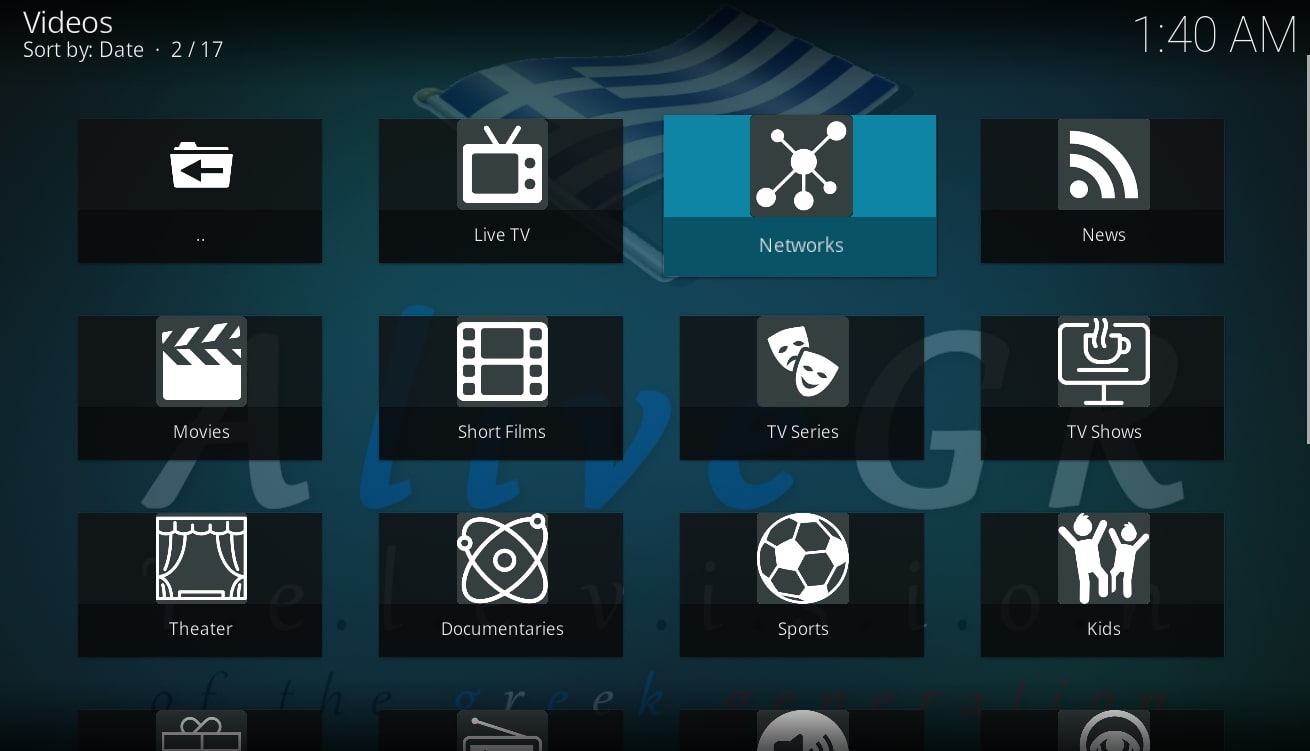 Videos
Sort by: Date · 2 / 17
1:40 AM
..
Live TV
Networks
News
Movies
Short Films
TV Series
TV Shows
Theater
Documentaries
Sports
Kids
AliveGR
T.e.l.e.v.i.s.i.o.n
of the greek generation